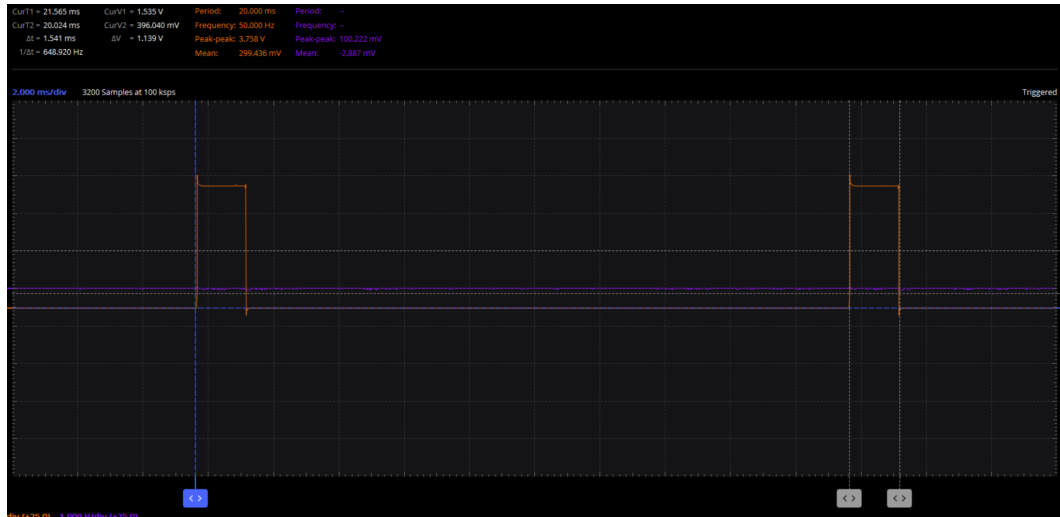 CurT1 = 21.565 ms CurV1 = 1.535 V Period: 20.000 ms Period: --
CurT2 = 20.024 ms CurV2 = 396.040 mV Frequency: 50.000 Hz Frequency: --
Δt = 1.541 ms ΔV = 1.139 V Peak-peak: 3.758 V Peak-peak: 100.222 mV
1/Δt = 648.920 Hz Mean: 299.436 mV Mean: -2.887 mV
2.000 ms/div 3200 Samples at 100 ksps Triggered